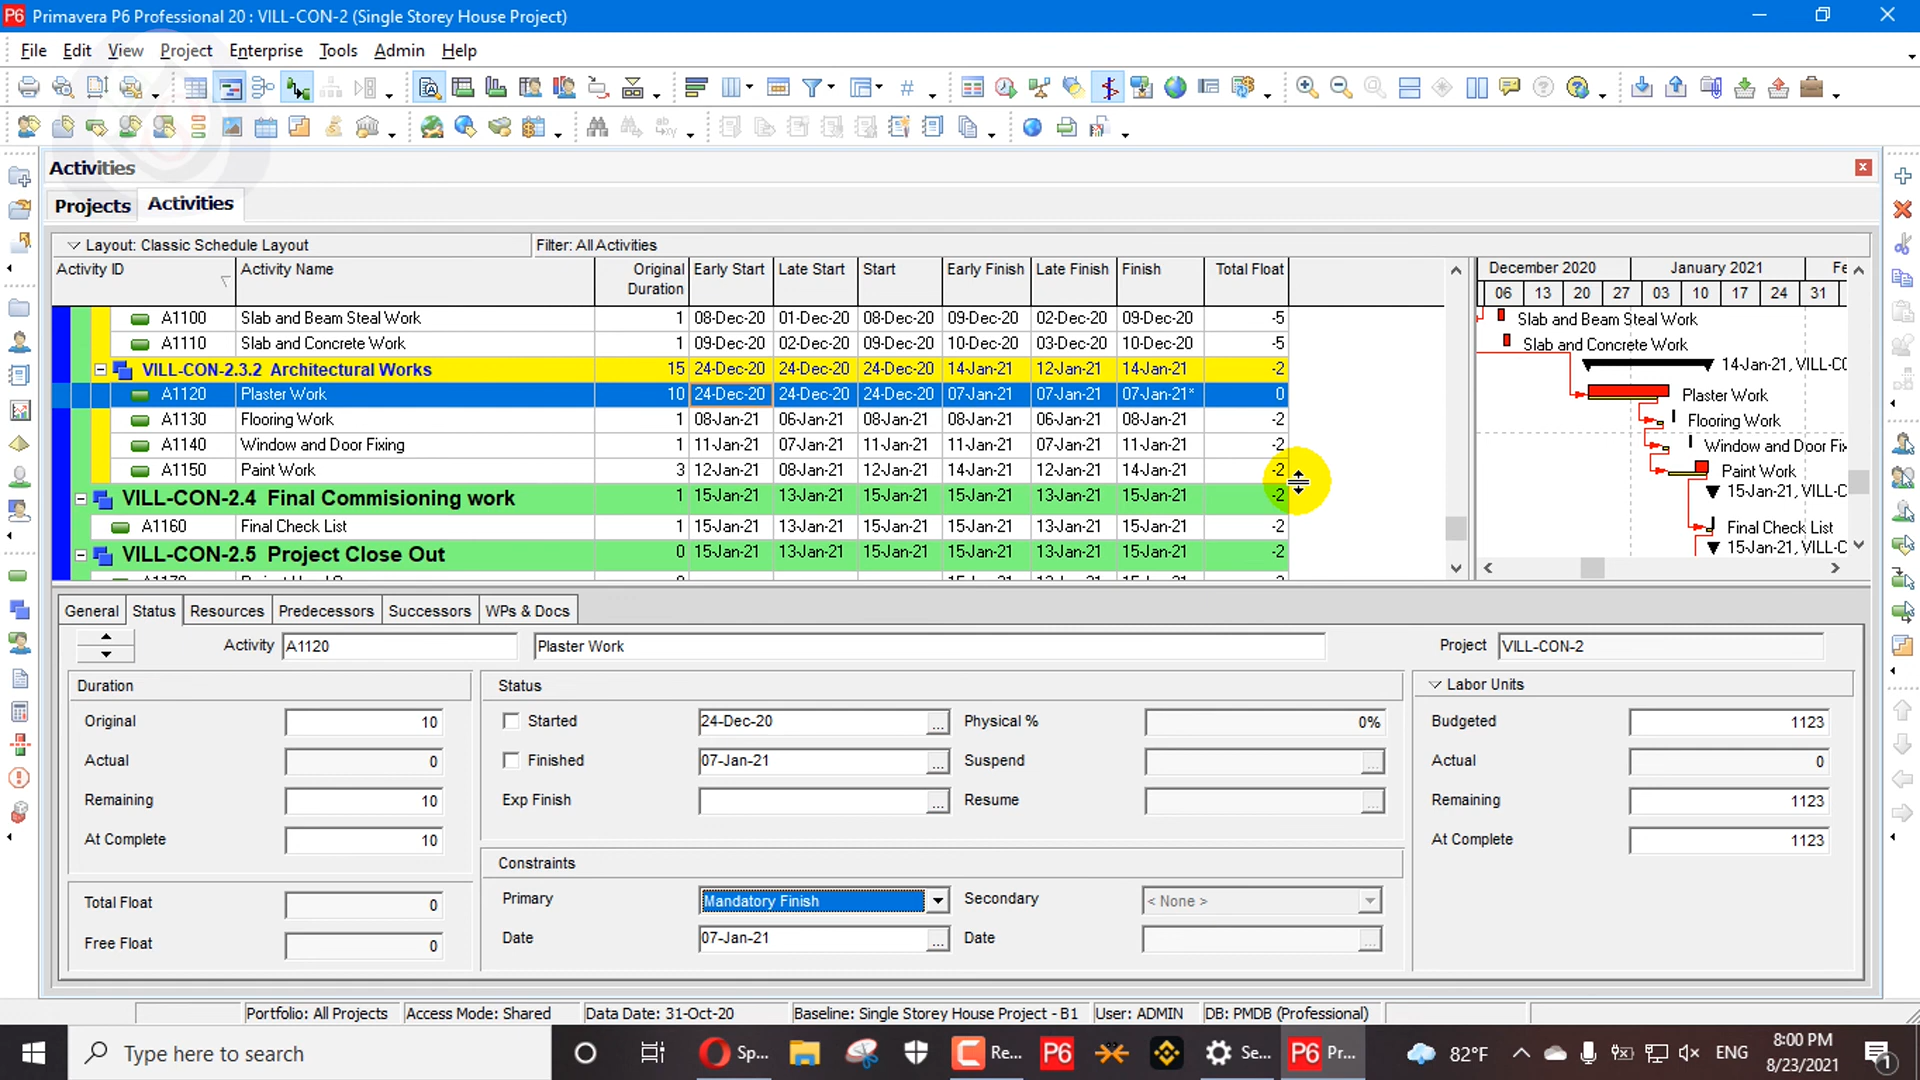 Primavera P6 Professional 20 : VILL-CON-2 (Single Storey House Project)
File Edit View Project Enterprise Tools Admin Help
Activities
Projects Activities
Layout: Classic Schedule Layout Filter: All Activities
Activity ID Activity Name Original Duration Early Start Late Start Start Early Finish Late Finish Finish Total Float
December 2020 January 2021
06 13 20 27 03 10 17 24 31
A1100 Slab and Beam Steal Work 1 08-Dec-20 01-Dec-20 08-Dec-20 09-Dec-20 02-Dec-20 09-Dec-20 -5 Slab and Beam Steal Work
A1110 Slab and Concrete Work 1 09-Dec-20 02-Dec-20 09-Dec-20 10-Dec-20 03-Dec-20 10-Dec-20 -5 Slab and Concrete Work
VILL-CON-2.3.2 Architectural Works 15 24-Dec-20 24-Dec-20 24-Dec-20 14-Jan-21 12-Jan-21 14-Jan-21 -2 14-Jan-21, VILL-CO
A1120 Plaster Work 10 24-Dec-20 24-Dec-20 24-Dec-20 07-Jan-21 07-Jan-21 07-Jan-21* 0 Plaster Work
A1130 Flooring Work 1 08-Jan-21 06-Jan-21 08-Jan-21 08-Jan-21 06-Jan-21 08-Jan-21 -2 Flooring Work
A1140 Window and Door Fixing 1 11-Jan-21 07-Jan-21 11-Jan-21 11-Jan-21 07-Jan-21 11-Jan-21 -2 Window and Door Fix
A1150 Paint Work 3 12-Jan-21 08-Jan-21 12-Jan-21 14-Jan-21 12-Jan-21 14-Jan-21 -2 Paint Work
VILL-CON-2.4 Final Commisioning work 1 15-Jan-21 13-Jan-21 15-Jan-21 15-Jan-21 13-Jan-21 15-Jan-21 -2 15-Jan-21, VILL-C
A1160 Final Check List 1 15-Jan-21 13-Jan-21 15-Jan-21 15-Jan-21 13-Jan-21 15-Jan-21 -2 Final Check List
VILL-CON-2.5 Project Close Out 0 15-Jan-21 13-Jan-21 15-Jan-21 15-Jan-21 13-Jan-21 15-Jan-21 -2 15-Jan-21, VILL-C
General Status Resources Predecessors Successors WPs & Docs
Activity A1120 Plaster Work Project VILL-CON-2
Duration Status Labor Units
Original 10 Started 24-Dec-20 ... Physical % 0% Budgeted 1123
Actual 0 Finished 07-Jan-21 ... Suspend ... Actual 0
Remaining 10 Exp Finish ... Resume ... Remaining 1123
At Complete 10 At Complete 1123
Constraints
Total Float 0 Primary Mandatory Finish Secondary < None >
Free Float 0 Date 07-Jan-21 ... Date ...
Portfolio: All Projects Access Mode: Shared Data Date: 31-Oct-20 Baseline: Single Storey House Project - B1 User: ADMIN DB: PMDB (Professional)
Type here to search Sp... Re... P6 Se... P6 Pr... 82°F ENG 8:00 PM
8/23/2021 1